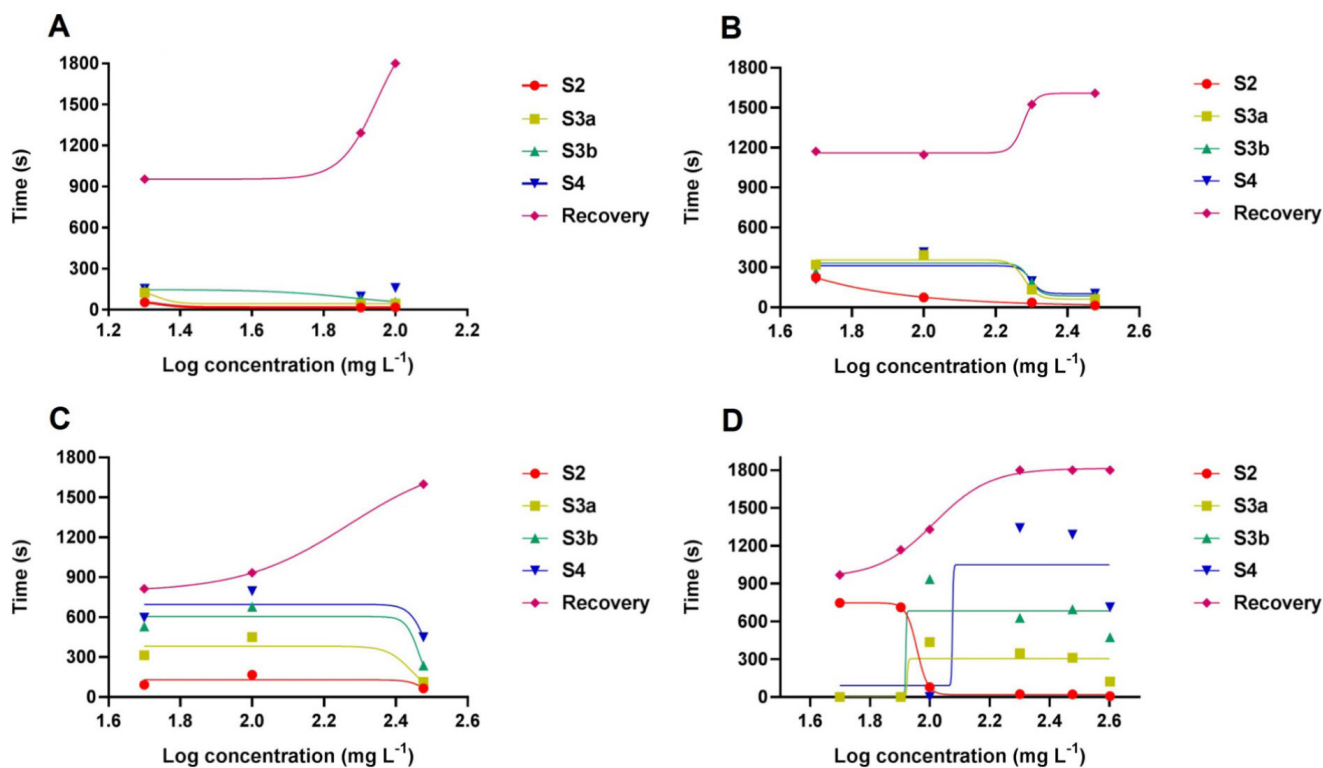 A
1800
1500
1200
900
600
300
0
Time (s)
1.2 1.4 1.6 1.8 2.0 2.2
Log concentration (mg L⁻¹)
S2
S3a
S3b
S4
Recovery
B
1800
1500
1200
900
600
300
0
Time (s)
1.6 1.8 2.0 2.2 2.4 2.6
Log concentration (mg L⁻¹)
S2
S3a
S3b
S4
Recovery
C
1800
1500
1200
900
600
300
0
Time (s)
1.6 1.8 2.0 2.2 2.4 2.6
Log concentration (mg L⁻¹)
S2
S3a
S3b
S4
Recovery
D
1800
1500
1200
900
600
300
0
Time (s)
1.6 1.8 2.0 2.2 2.4 2.6
Log concentration (mg L⁻¹)
S2
S3a
S3b
S4
Recovery